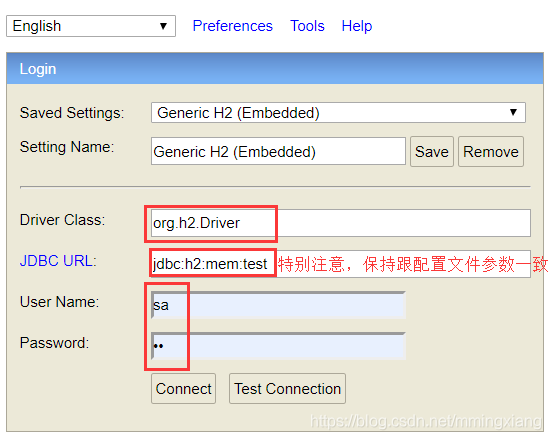 English Preferences Tools Help
Login
Saved Settings: Generic H2 (Embedded)
Setting Name: Generic H2 (Embedded) Save Remove
Driver Class: org.h2.Driver
JDBC URL: jdbc:h2:mem:test 特别注意，保持跟配置文件参数一致
User Name: sa
Password: ••
Connect Test Connection
https://blog.csdn.net/mmingxiang